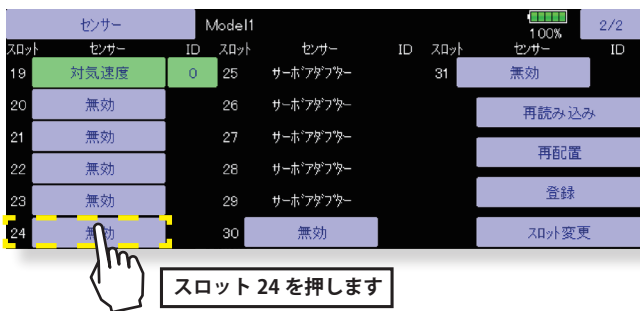 センサー Model1 100% 2/2
スロット センサー ID スロット センサー ID スロット センサー ID
19 対気速度 0 25 サーボアダプター 31 無効
20 無効 26 サーボアダプター 再読み込み
21 無効 27 サーボアダプター 再配置
22 無効 28 サーボアダプター
23 無効 29 サーボアダプター 登録
24 無効 30 無効 スロット変更
スロット 24 を押します